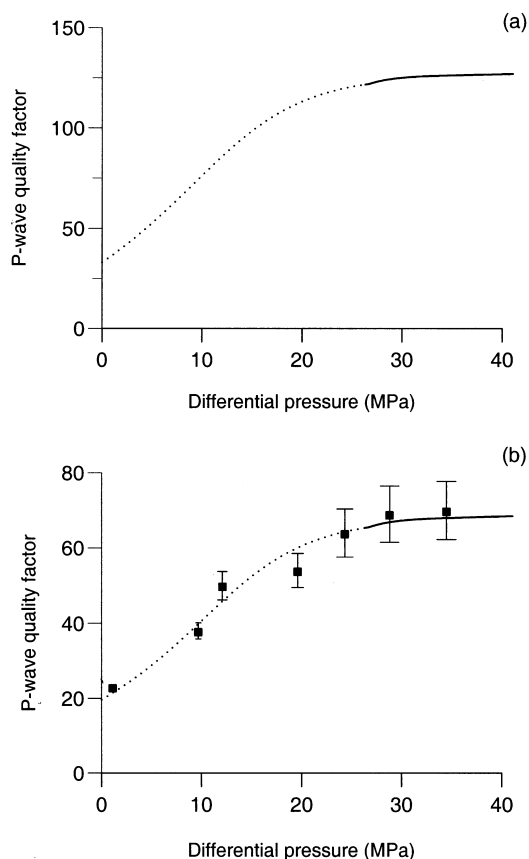 (a)
150
100
50
0
P-wave quality factor
0 10 20 30 40
Differential pressure (MPa)
(b)
80
60
40
20
0
P-wave quality factor
0 10 20 30 40
Differential pressure (MPa)